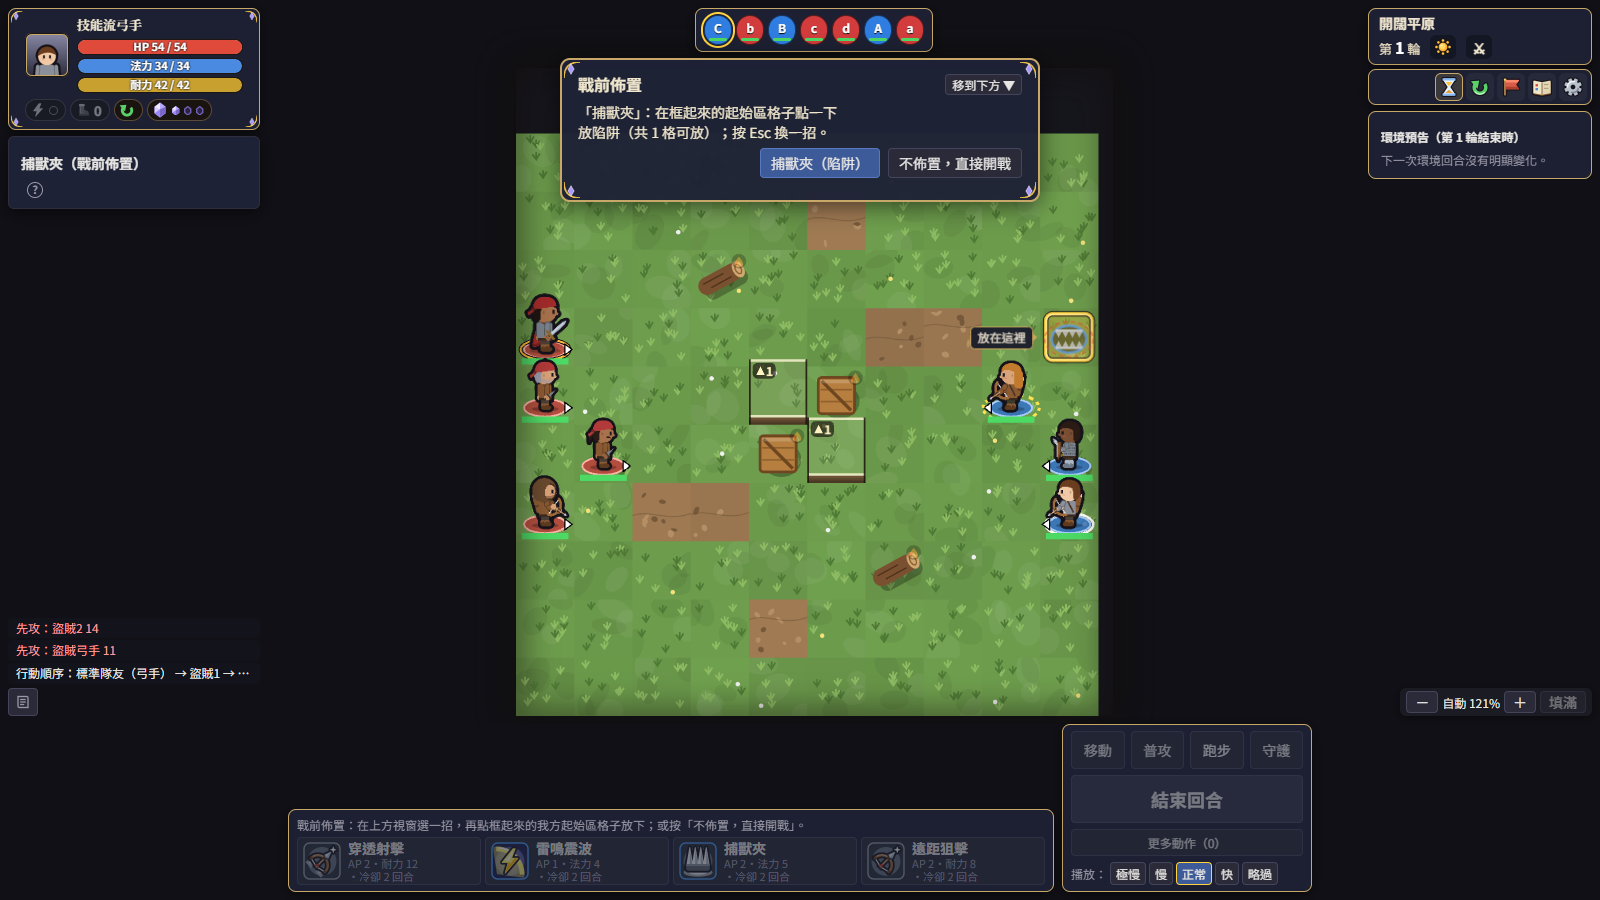 技能流弓手
HP 54 / 54
法力 34 / 34
耐力 42 / 42
0
捕獸夾（戰前佈置）
?
C b B c d A a
戰前佈置
移到下方▼
「捕獸夾」：在框起來的起始區格子點一下
放陷阱（共 1 格可放）；按 Esc 換一招。
捕獸夾（陷阱）
不佈置，直接開戰
開闊平原
第 1 輪
環境預告（第 1 輪結束時）
下一次環境回合沒有明顯變化。
放在這裡
▲1
▲1
先攻：盜賊2 14
先攻：盜賊弓手 11
行動順序：標準隊友（弓手） → 盜賊1 → ⋯
− 自動 121% + 填滿
戰前佈置：在上方視窗選一招，再點框起來的我方起始區格子放下；或按「不佈置，直接開戰」。
穿透射擊
AP 2・耐力 12
・冷卻 2 回合
雷鳴震波
AP 1・法力 4
・冷卻 2 回合
捕獸夾
AP 2・法力 5
・冷卻 2 回合
遠距狙擊
AP 2・耐力 8
・冷卻 2 回合
移動 普攻 跑步 守護
結束回合
更多動作（0）
播放： 極慢 慢 正常 快 略過